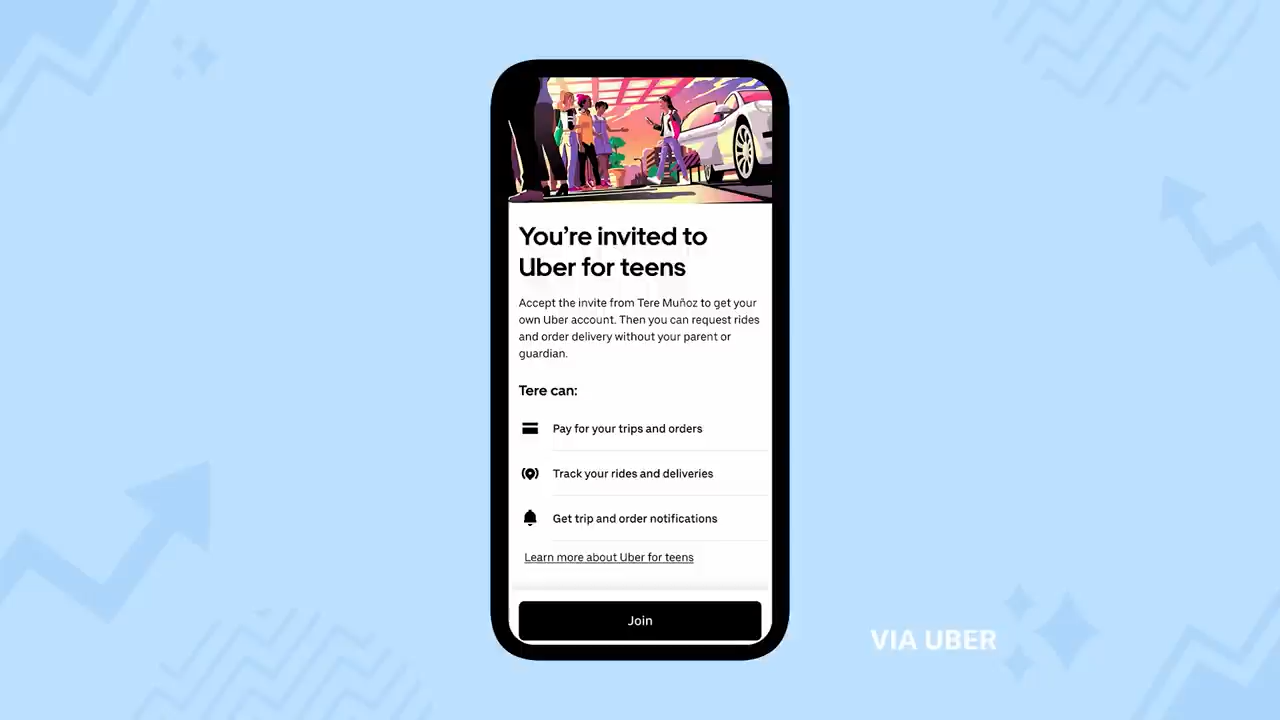 You're invited to
Uber for teens
Accept the invite from Tere Muñoz to get your
own Uber account. Then you can request rides
and order delivery without your parent or
guardian.
Tere can:
Pay for your trips and orders
Track your rides and deliveries
Get trip and order notifications
Learn more about Uber for teens
Join
VIA UBER